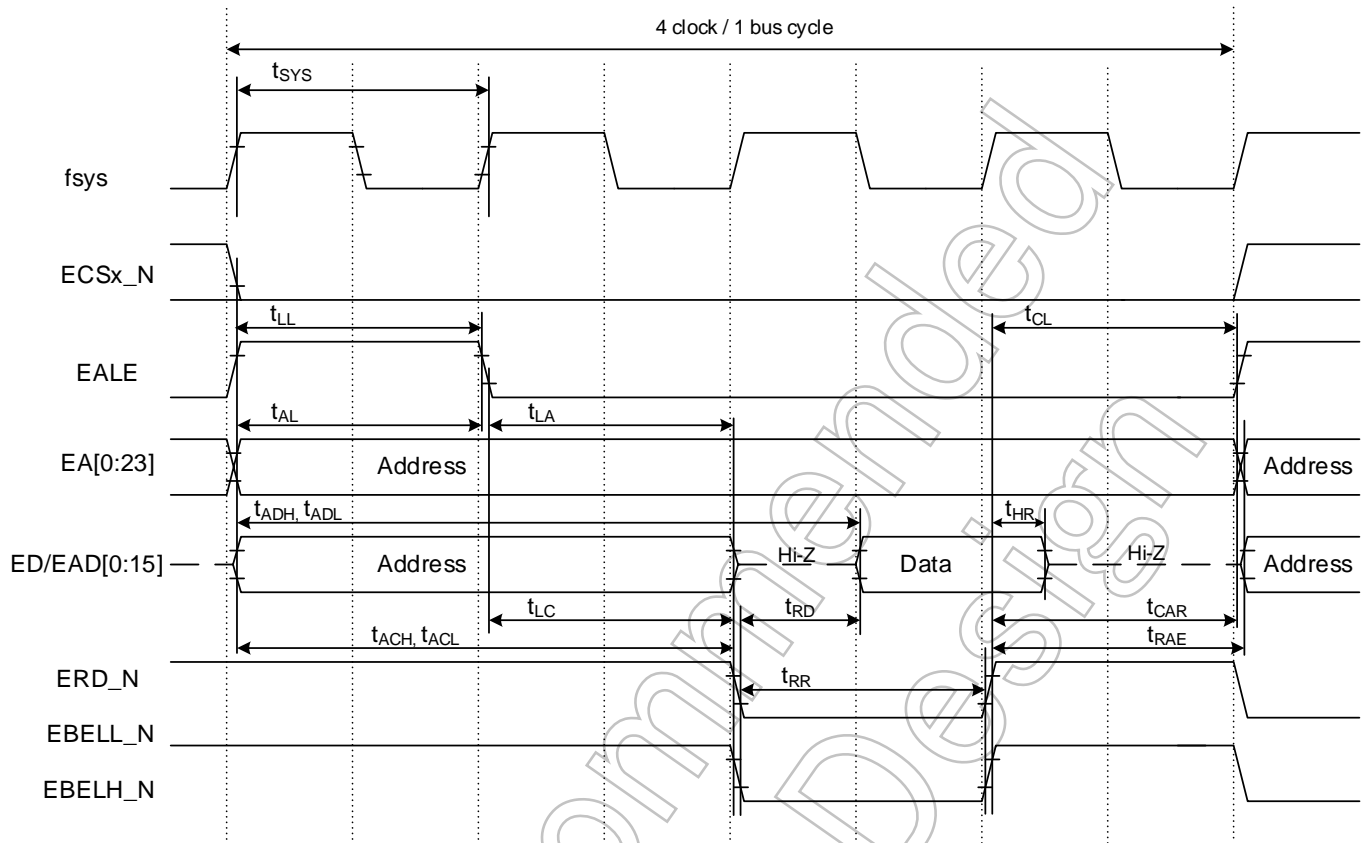 4 clock / 1 bus cycle
tSYS
fsys
ECSx_N
tLL
tCL
EALE
tAL
tLA
EA[0:23]
Address
Address
tADH, tADL
tHR
ED/EAD[0:15]
Address
Hi-Z
Data
Hi-Z
Address
tLC
tRD
tCAR
tACH, tACL
tRAE
ERD_N
tRR
EBELL_N
EBELH_N
ommended
Design